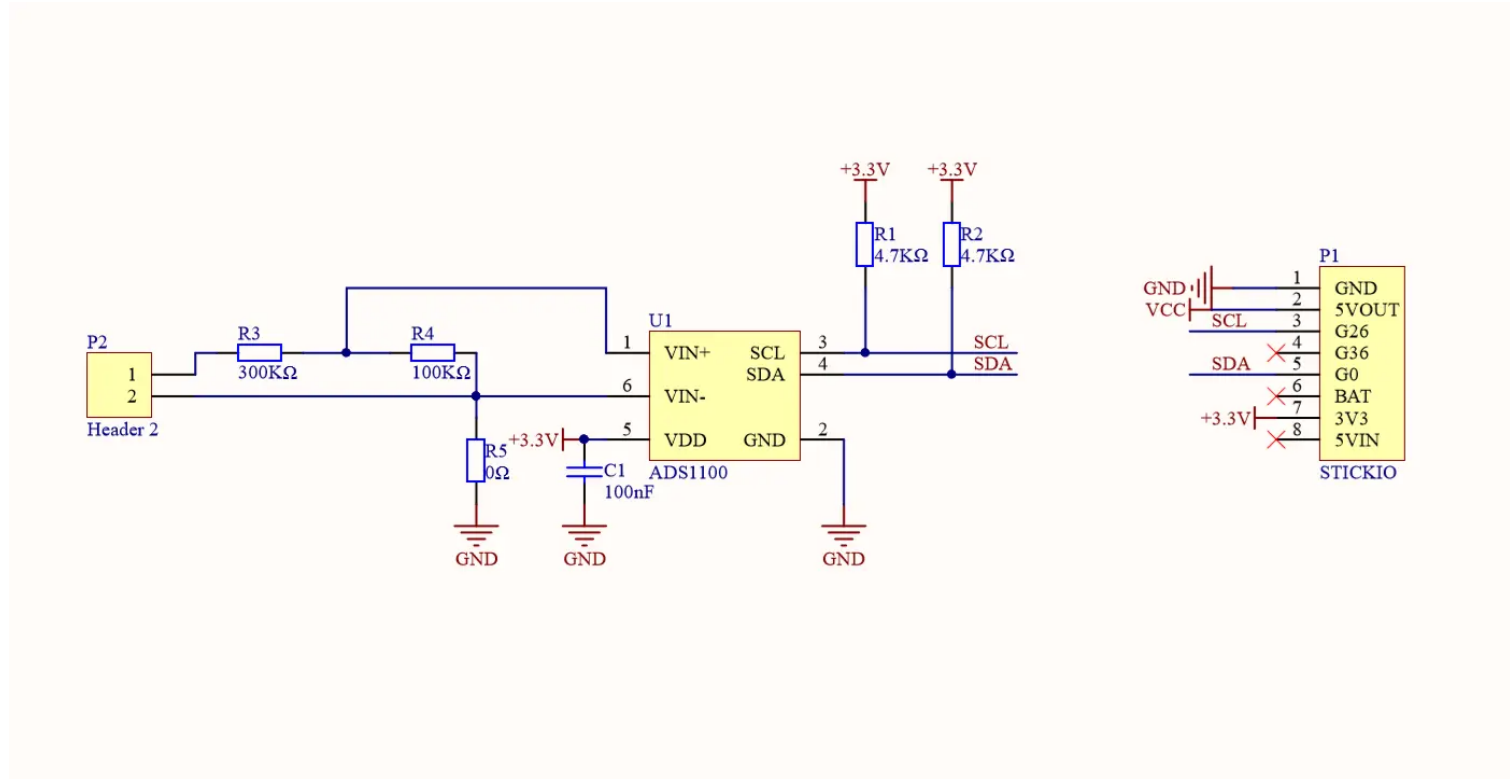 +3.3V +3.3V
R1
4.7KΩ
R2
4.7KΩ
P2
1
2
Header 2
R3
300KΩ
R4
100KΩ
R5
0Ω
GND
+3.3V
C1
100nF
GND
U1
1 VIN+ SCL 3 SCL
SDA 4 SDA
6 VIN-
5 VDD GND 2
ADS1100
GND
P1
GND 1 GND
VCC 2 5VOUT
SCL 3 G26
4 G36
SDA 5 G0
6 BAT
+3.3V 7 3V3
8 5VIN
STICKIO